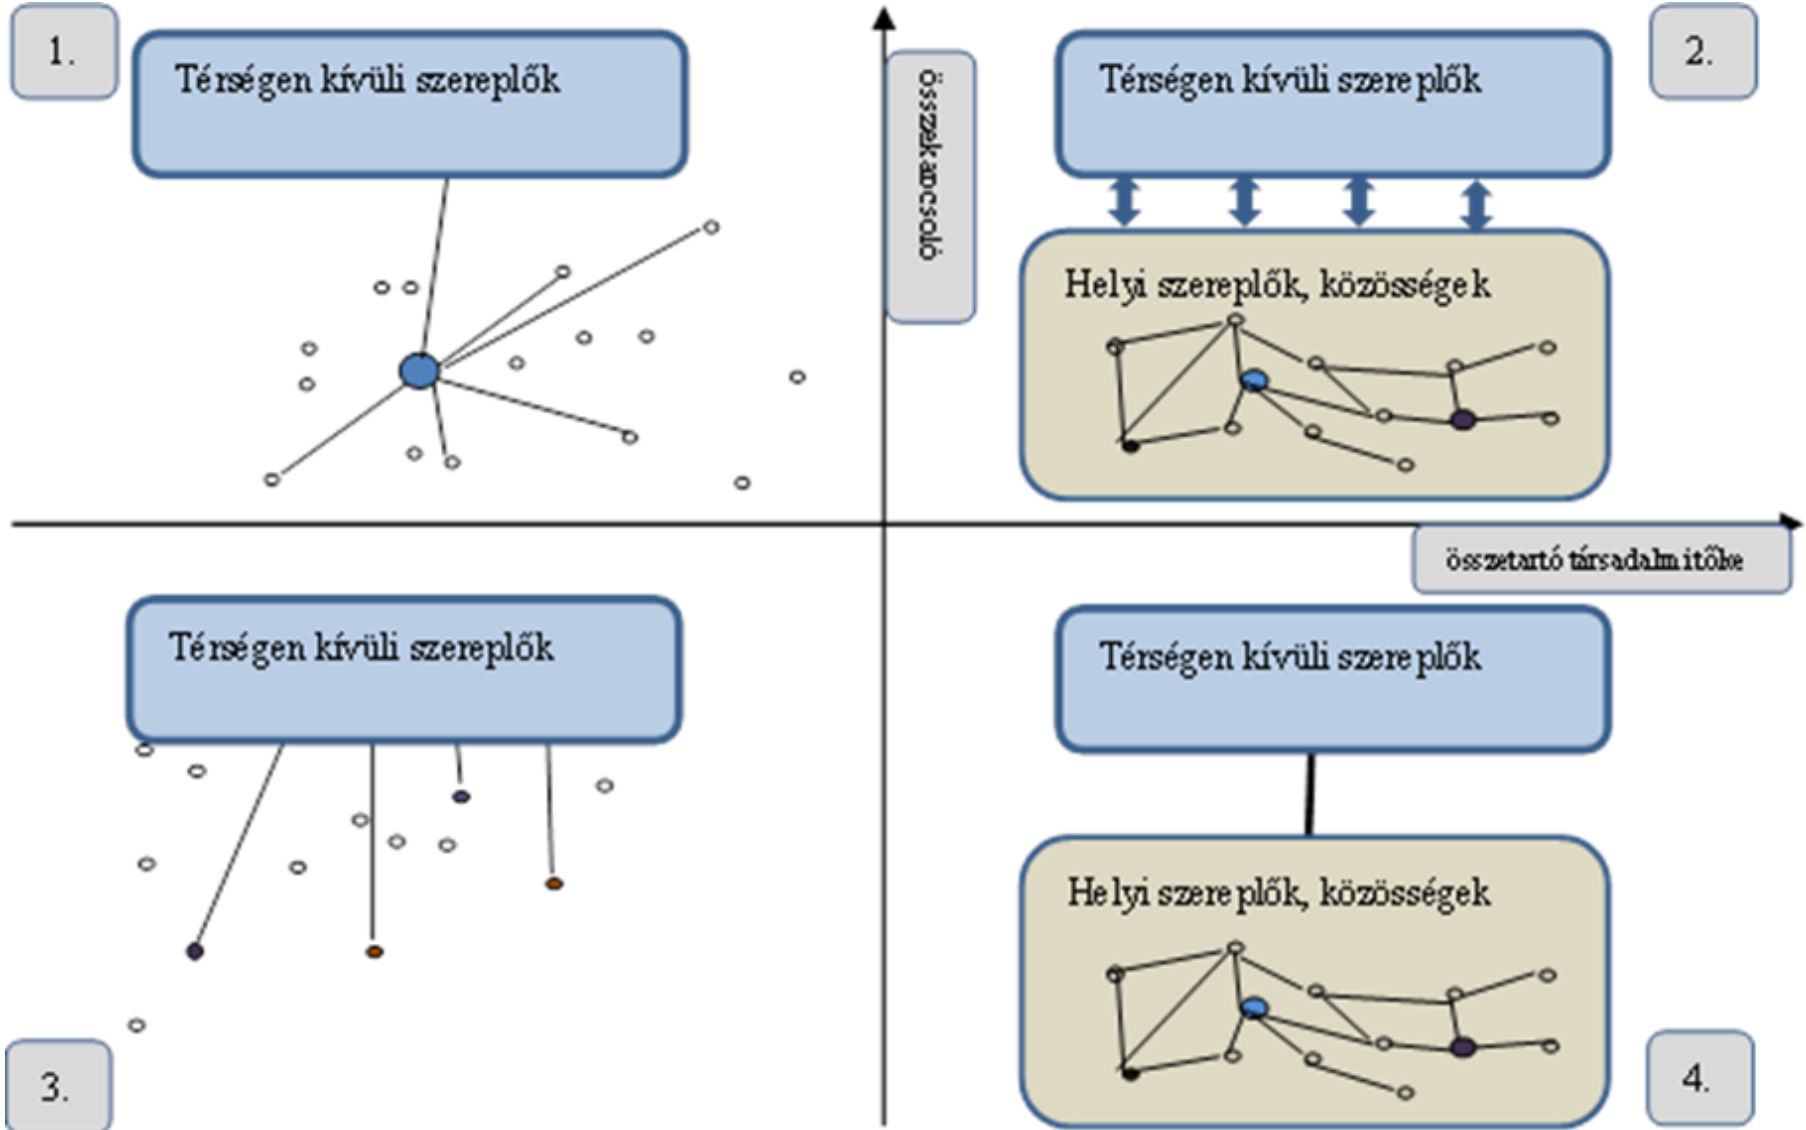 1.
Térségen kívüli szereplők
összekapcsoló
Térségen kívüli szereplők
2.
Helyi szereplők, közösségek
összetartó társadalmi tőke
Térségen kívüli szereplők
3.
Térségen kívüli szereplők
Helyi szereplők, közösségek
4.